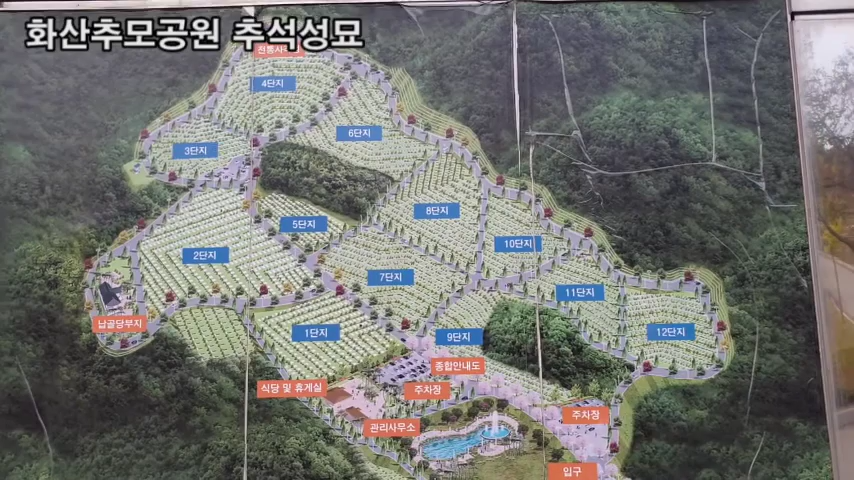 화산추모공원 추석성묘
4단지
6단지
3단지
8단지
5단지
10단지
2단지
7단지
11단지
납골당부지
1단지
9단지
12단지
종합안내도
식당 및 휴게실
주차장
주차장
관리사무소
입구